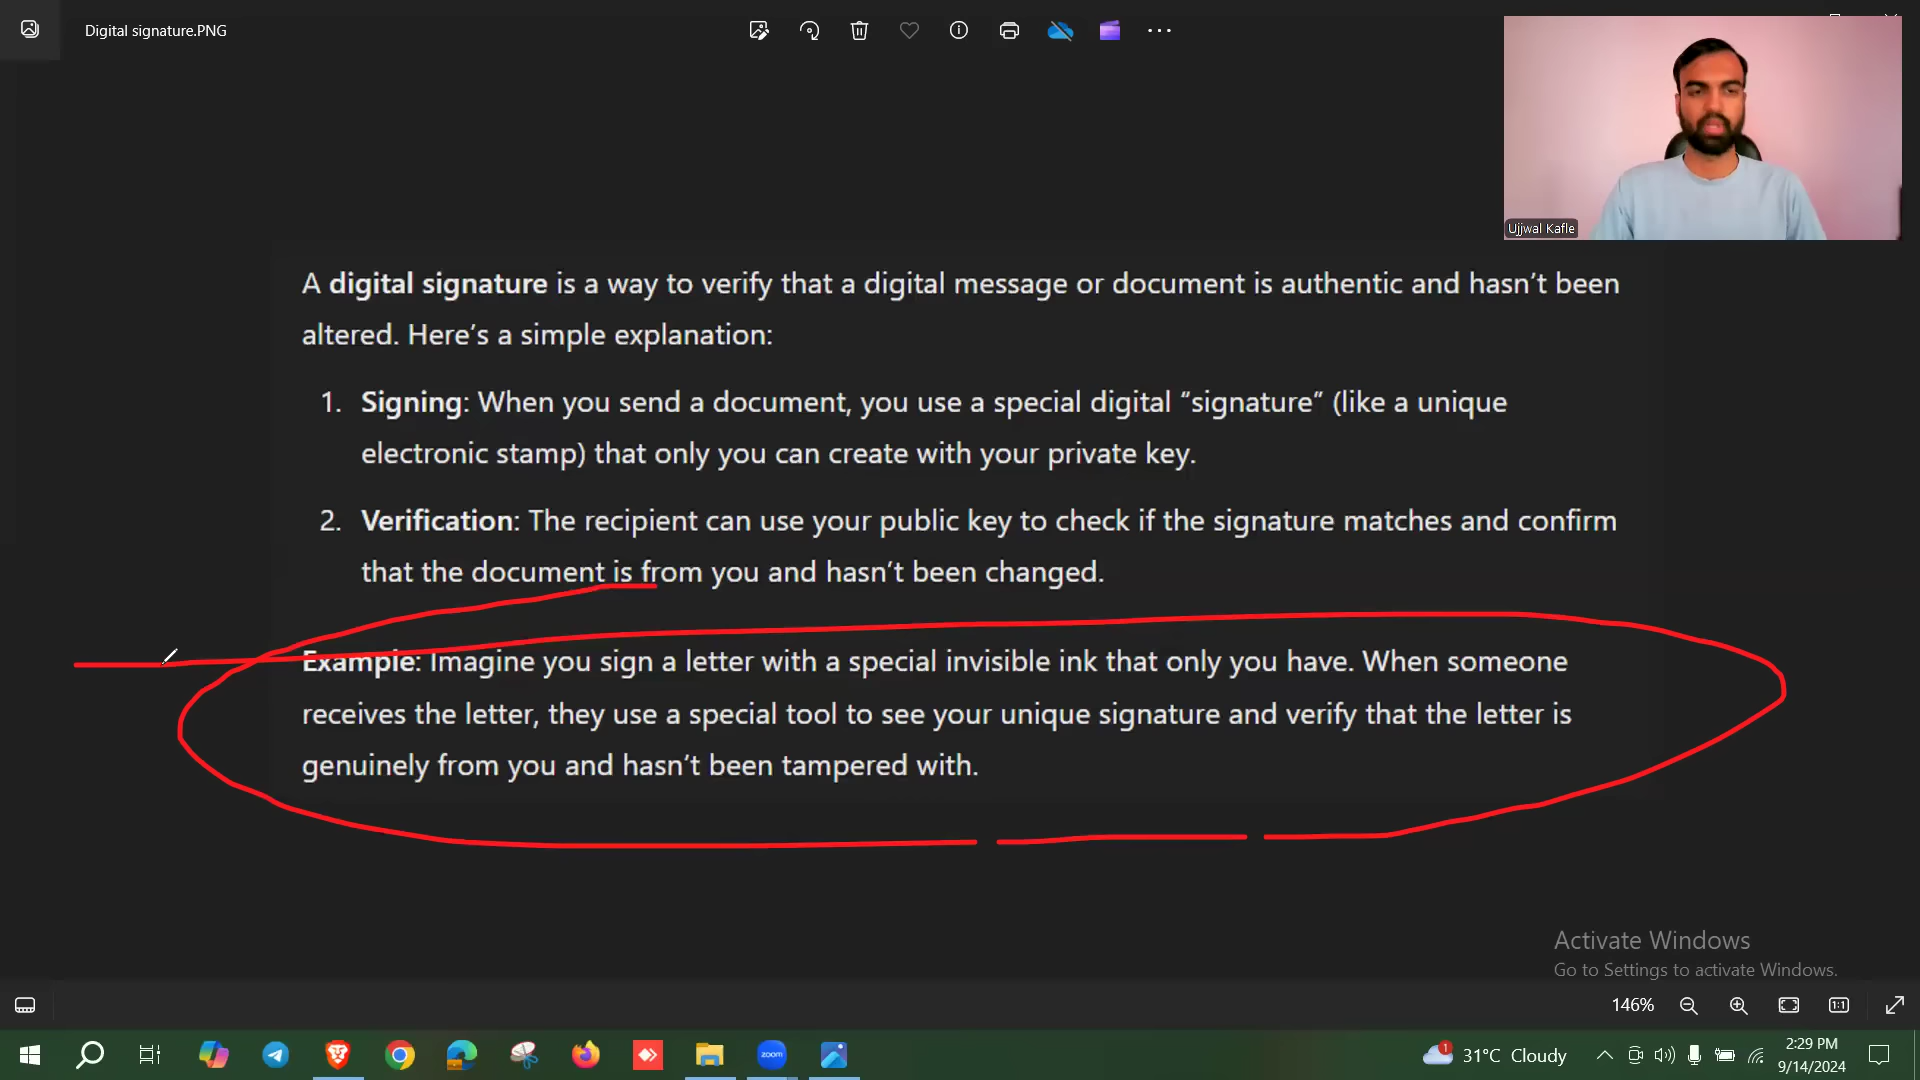 Digital signature.PNG
Ujjwal Kafle
A digital signature is a way to verify that a digital message or document is authentic and hasn’t been
altered. Here’s a simple explanation:
1. Signing: When you send a document, you use a special digital “signature” (like a unique
electronic stamp) that only you can create with your private key.
2. Verification: The recipient can use your public key to check if the signature matches and confirm
that the document is from you and hasn’t been changed.
Example: Imagine you sign a letter with a special invisible ink that only you have. When someone
receives the letter, they use a special tool to see your unique signature and verify that the letter is
genuinely from you and hasn’t been tampered with.
Activate Windows
Go to Settings to activate Windows.
146%
1:1
zoom
1
31°C Cloudy
2:29 PM
9/14/2024